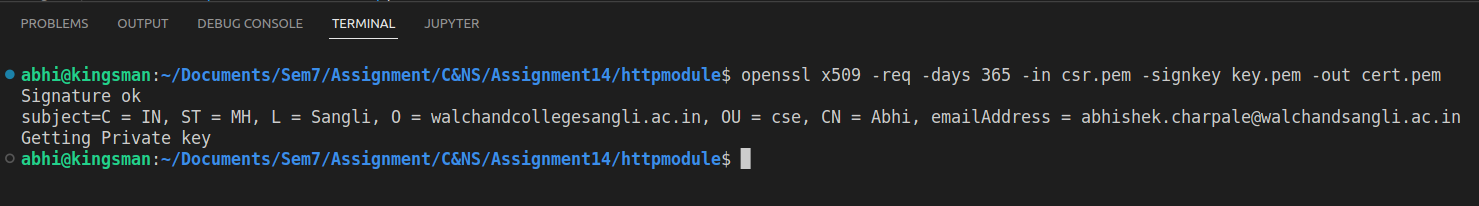 PROBLEMS OUTPUT DEBUG CONSOLE TERMINAL JUPYTER
abhi@kingsman:~/Documents/Sem7/Assignment/C&NS/Assignment14/httpmodule$ openssl x509 -req -days 365 -in csr.pem -signkey key.pem -out cert.pem
Signature ok
subject=C = IN, ST = MH, L = Sangli, O = walchandcollegesangli.ac.in, OU = cse, CN = Abhi, emailAddress = abhishek.charpale@walchandsangli.ac.in
Getting Private key
abhi@kingsman:~/Documents/Sem7/Assignment/C&NS/Assignment14/httpmodule$